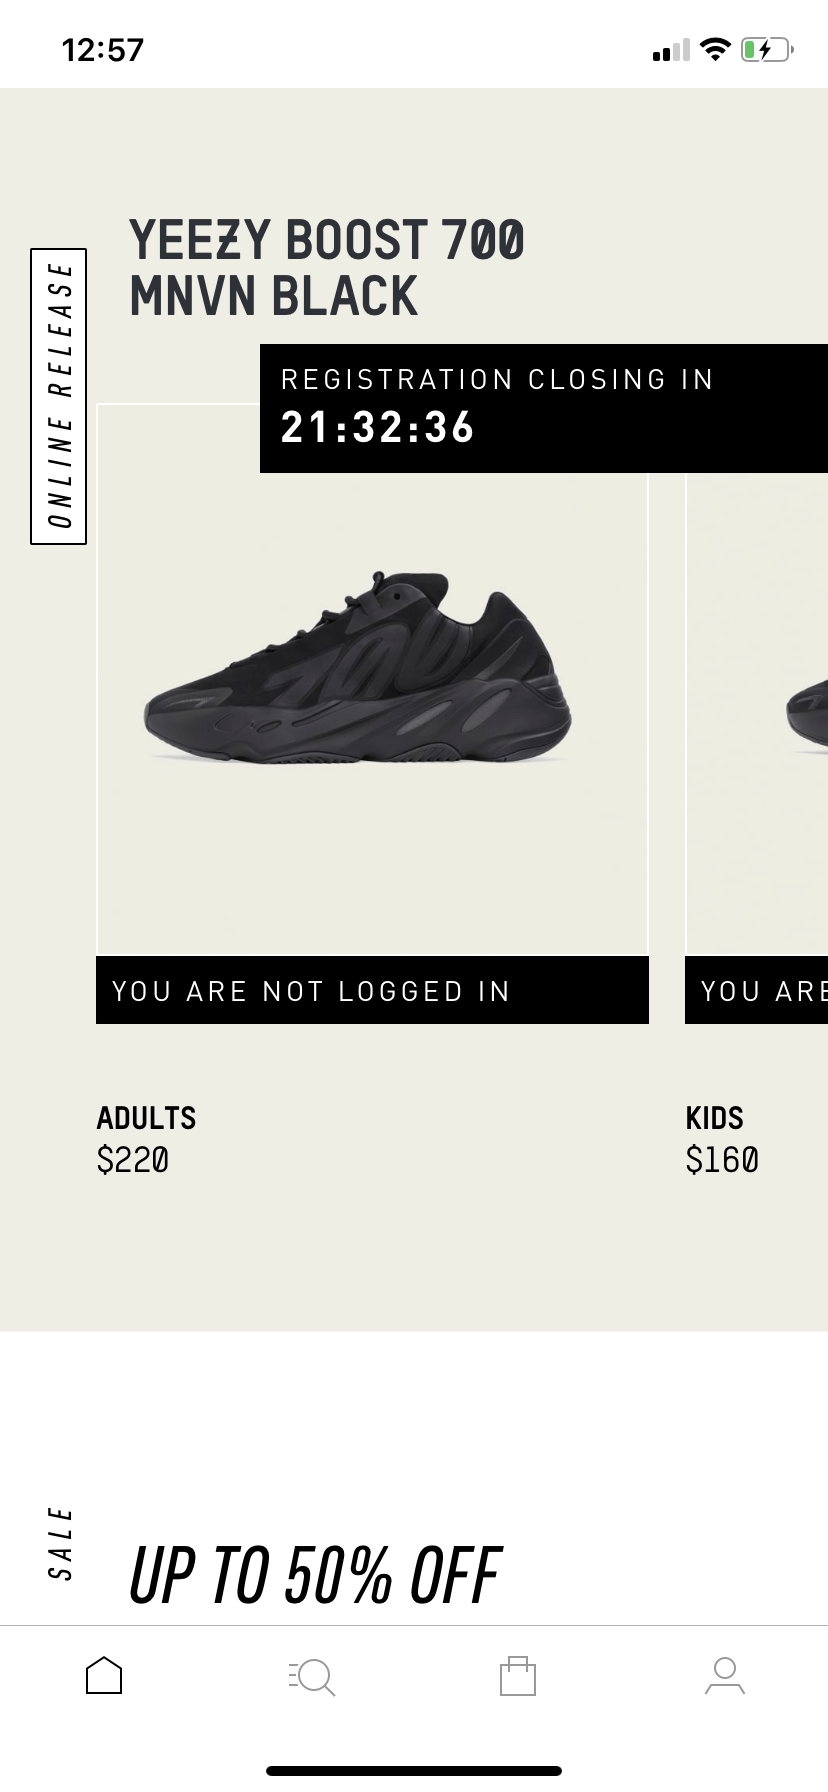 12:57
YEEZY BOOST 700
MNVN BLACK
ONLINE RELEASE
REGISTRATION CLOSING IN
21:32:36
YOU ARE NOT LOGGED IN
YOU ARE
ADULTS
$220
KIDS
$160
SALE
UP TO 50% OFF